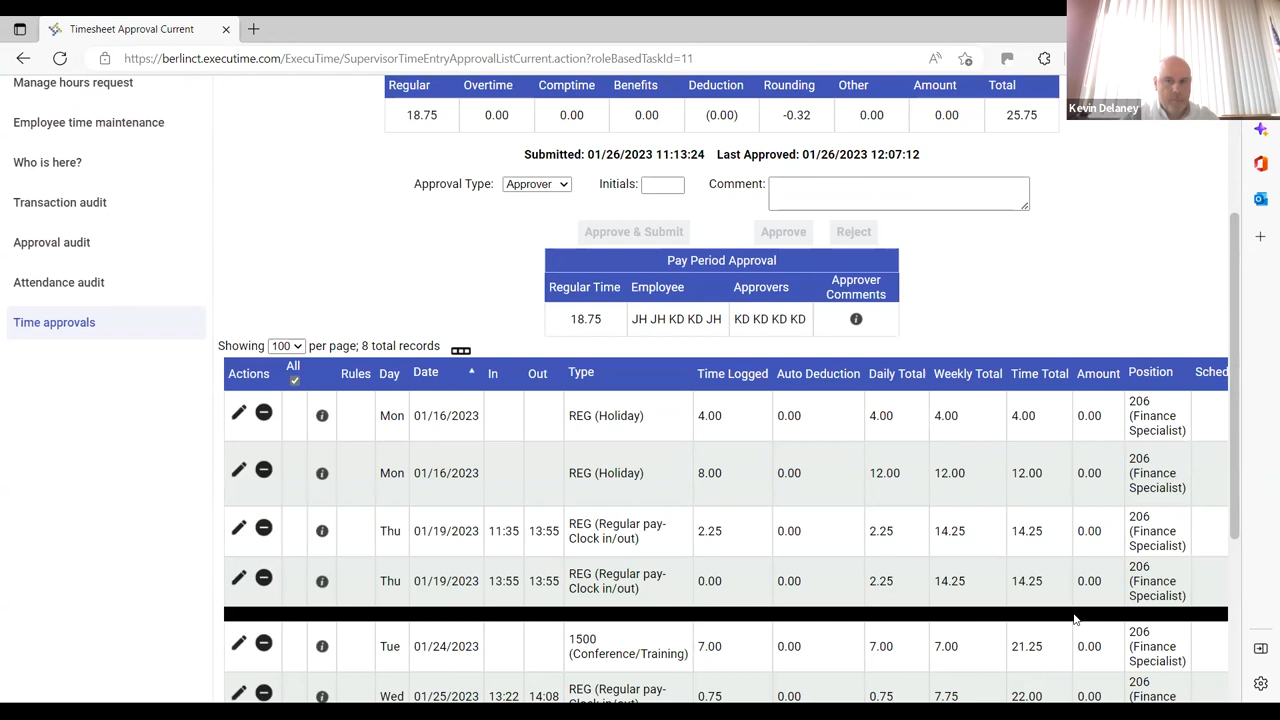 Timesheet Approval Current
https://berlinct.executime.com/ExecuTime/SupervisorTimeEntryApprovalListCurrent.action?roleBasedTaskId=11
Kevin Delaney
Manage hours request
Employee time maintenance
Who is here?
Transaction audit
Approval audit
Attendance audit
Time approvals
Regular Overtime Comptime Benefits Deduction Rounding Other Amount Total
18.75 0.00 0.00 0.00 (0.00) -0.32 0.00 0.00 25.75
Submitted: 01/26/2023 11:13:24 Last Approved: 01/26/2023 12:07:12
Approval Type: Approver Initials: Comment:
Approve & Submit Approve Reject
Pay Period Approval
Regular Time Employee Approvers Approver
Comments
18.75 JH JH KD KD JH KD KD KD KD
Showing 100 per page; 8 total records
Actions All Rules Day Date In Out Type Time Logged Auto Deduction Daily Total Weekly Total Time Total Amount Position Sched
Mon 01/16/2023 REG (Holiday) 4.00 0.00 4.00 4.00 4.00 0.00 206
(Finance
Specialist)
Mon 01/16/2023 REG (Holiday) 8.00 0.00 12.00 12.00 12.00 0.00 206
(Finance
Specialist)
Thu 01/19/2023 11:35 13:55 REG (Regular pay-
Clock in/out) 2.25 0.00 2.25 14.25 14.25 0.00 206
(Finance
Specialist)
Thu 01/19/2023 13:55 13:55 REG (Regular pay-
Clock in/out) 0.00 0.00 2.25 14.25 14.25 0.00 206
(Finance
Specialist)
Tue 01/24/2023 1500
(Conference/Training) 7.00 0.00 7.00 7.00 21.25 0.00 206
(Finance
Specialist)
Wed 01/25/2023 13:22 14:08 REG (Regular pay-
0.75 0.00 0.75 7.75 22.00 0.00 206
(Finance